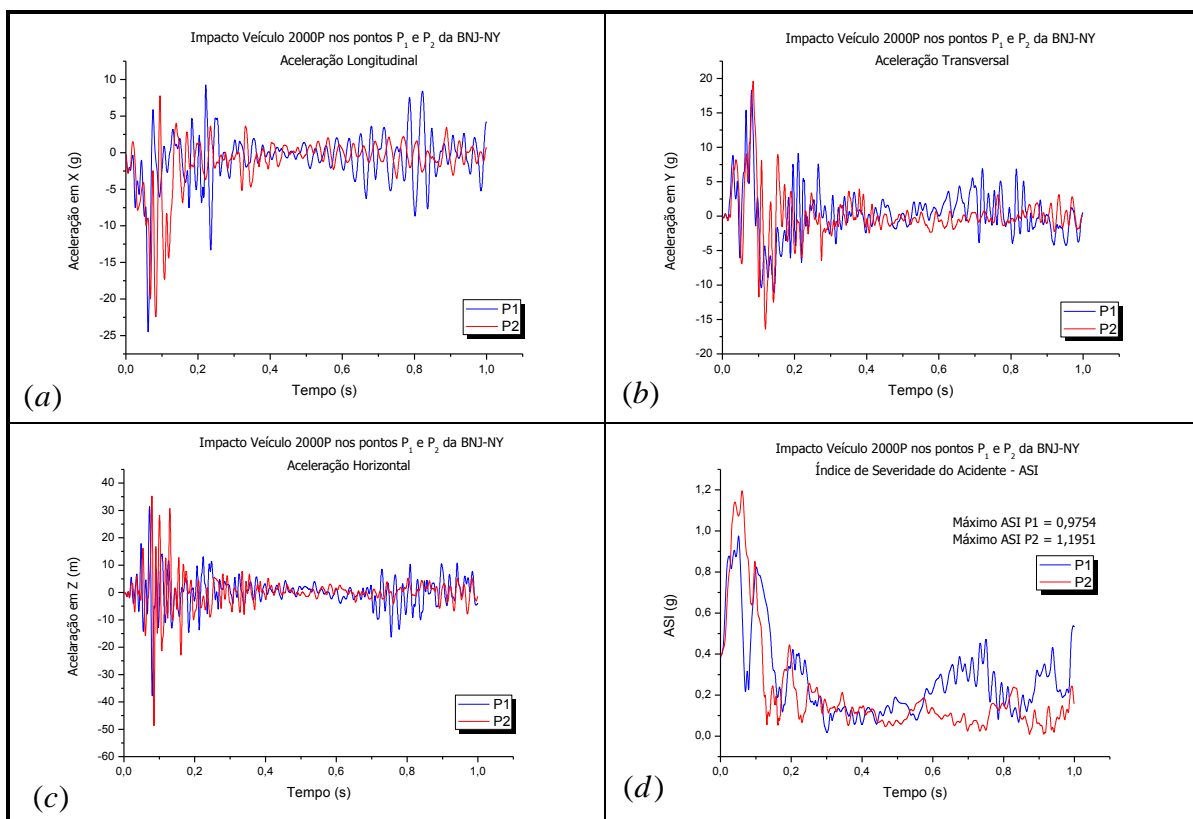 Impacto Veículo 2000P nos pontos P₁ e P₂ da BNJ-NY
Aceleração Longitudinal
10
5
0
-5
-10
-15
-20
-25
Aceleração em X (g)
P1
P2
0,0 0,2 0,4 0,6 0,8 1,0
Tempo (s)
(a)
Impacto Veículo 2000P nos pontos P₁ e P₂ da BNJ-NY
Aceleração Transversal
20
15
10
5
0
-5
-10
-15
-20
Aceleração em Y (g)
P1
P2
0,0 0,2 0,4 0,6 0,8 1,0
Tempo (s)
(b)
Impacto Veículo 2000P nos pontos P₁ e P₂ da BNJ-NY
Aceleração Horizontal
40
30
20
10
0
-10
-20
-30
-40
-50
-60
Acelaração em Z (m)
P1
P2
0,0 0,2 0,4 0,6 0,8 1,0
Tempo (s)
(c)
Impacto Veículo 2000P nos pontos P₁ e P₂ da BNJ-NY
Índice de Severidade do Acidente - ASI
1,2
1,0
0,8
0,6
0,4
0,2
0,0
ASI (g)
Máximo ASI P1 = 0,9754
Máximo ASI P2 = 1,1951
P1
P2
0,0 0,2 0,4 0,6 0,8 1,0
Tempo (s)
(d)